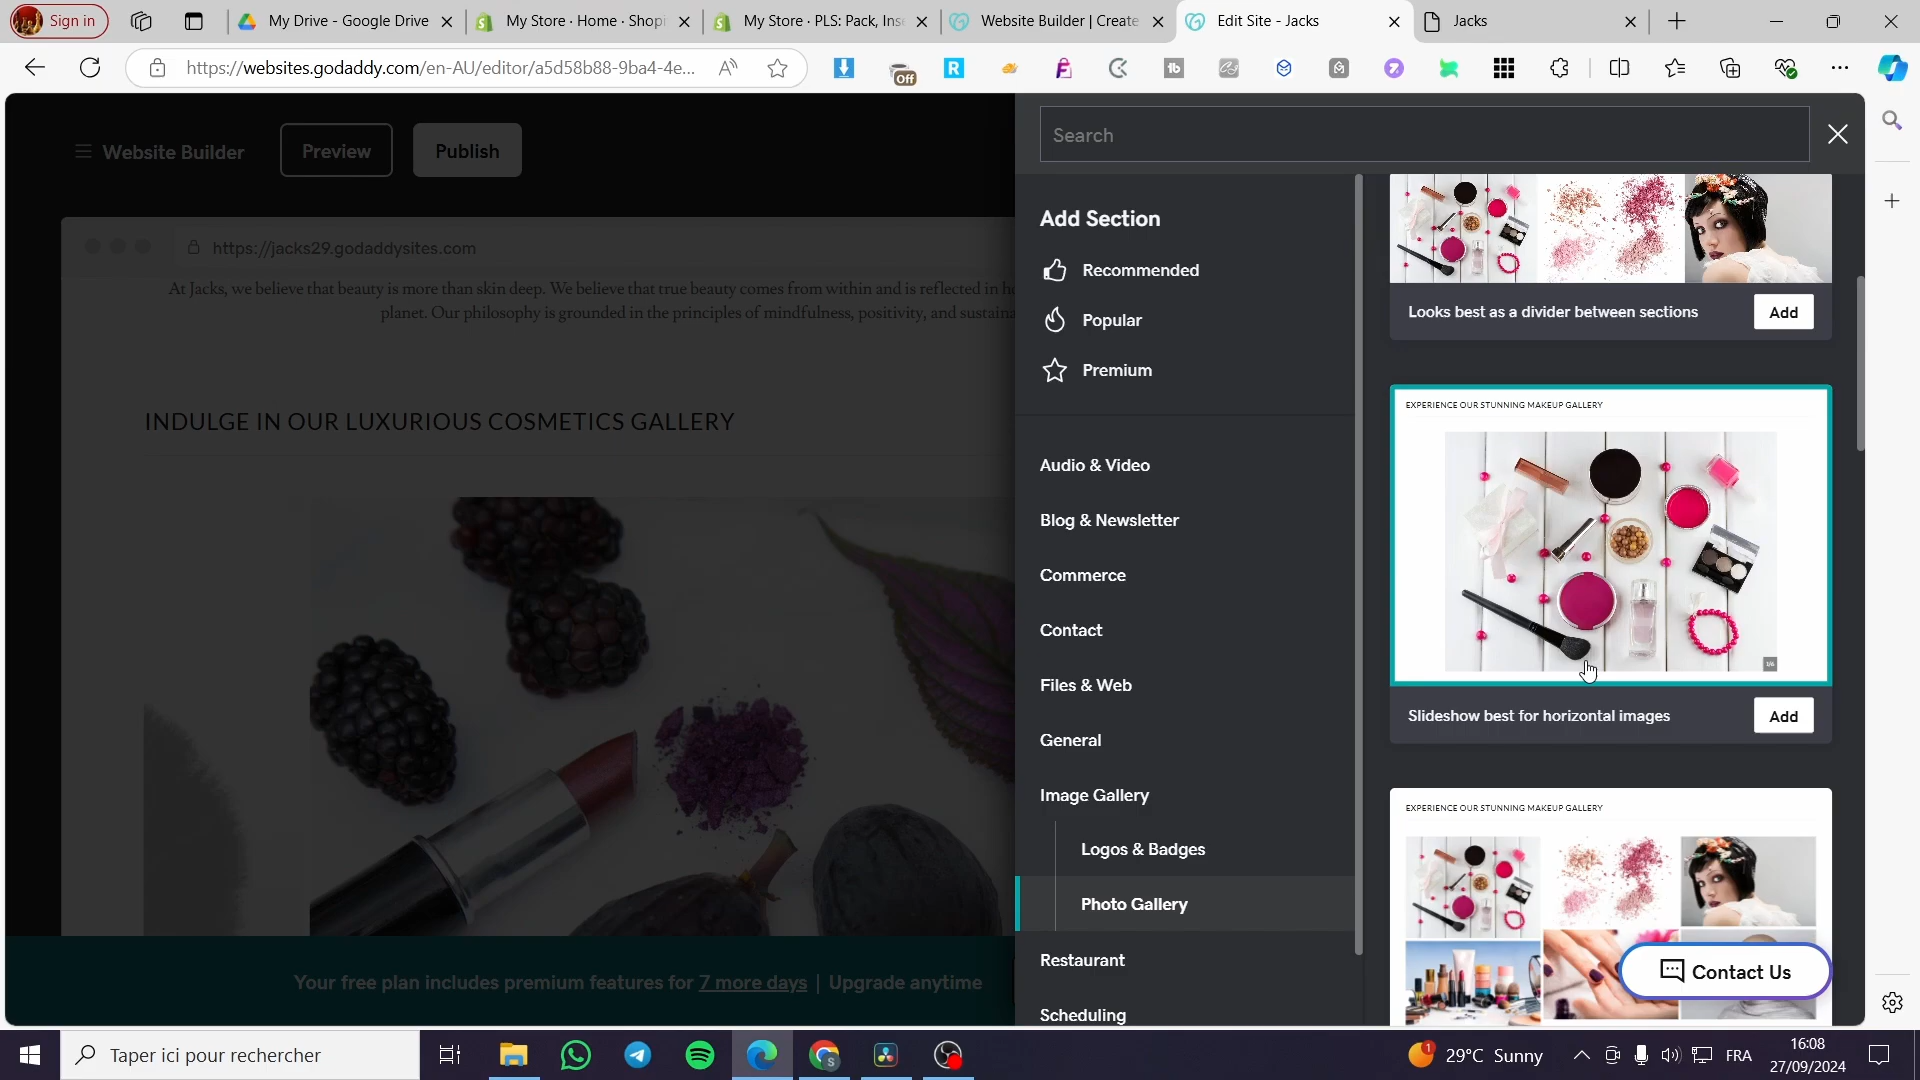 Sign in
My Drive - Google Drive
My Store · Home · Shopi
My Store · PLS: Pack, Ins
Website Builder | Create
Edit Site - Jacks
Jacks
https://websites.godaddy.com/en-AU/editor/a5d58b88-9ba4-4e...
Off
Website Builder
Preview
Publish
https://jacks29.godaddysites.com
At Jacks, we believe that beauty is more than skin deep. We believe that true beauty comes from within and is reflected in
planet. Our philosophy is grounded in the principles of mindfulness, positivity, and
INDULGE IN OUR LUXURIOUS COSMETICS GALLERY
Your free plan includes premium features for 7 more days | Upgrade anytime
Search
Add Section
Recommended
Popular
Premium
Audio & Video
Blog & Newsletter
Commerce
Contact
Files & Web
General
Image Gallery
Logos & Badges
Photo Gallery
Restaurant
Scheduling
Looks best as a divider between sections
Add
EXPERIENCE OUR STUNNING MAKEUP GALLERY
1/6
Slideshow best for horizontal images
Add
EXPERIENCE OUR STUNNING MAKEUP GALLERY
Contact Us
Taper ici pour rechercher
1
29°C Sunny
FRA
16:08
27/09/2024